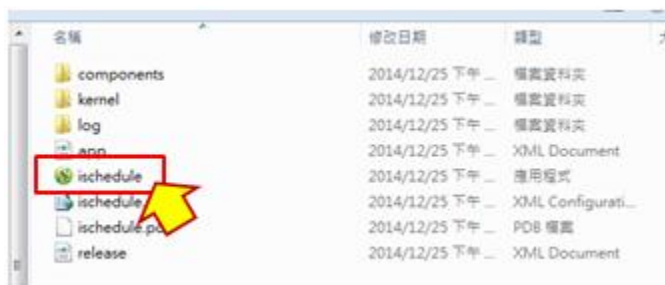 名稱 修改日期 類型
components 2014/12/25 下午 ... 檔案資料夾
kernel 2014/12/25 下午 ... 檔案資料夾
log 2014/12/25 下午 ... 檔案資料夾
app 2014/12/25 下午 ... XML Document
ischedule 2014/12/25 下午 ... 應用程式
ischedule 2014/12/25 下午 ... XML Configurati...
ischedule.pd 2014/12/25 下午 ... PDB 檔案
release 2014/12/25 下午 ... XML Document